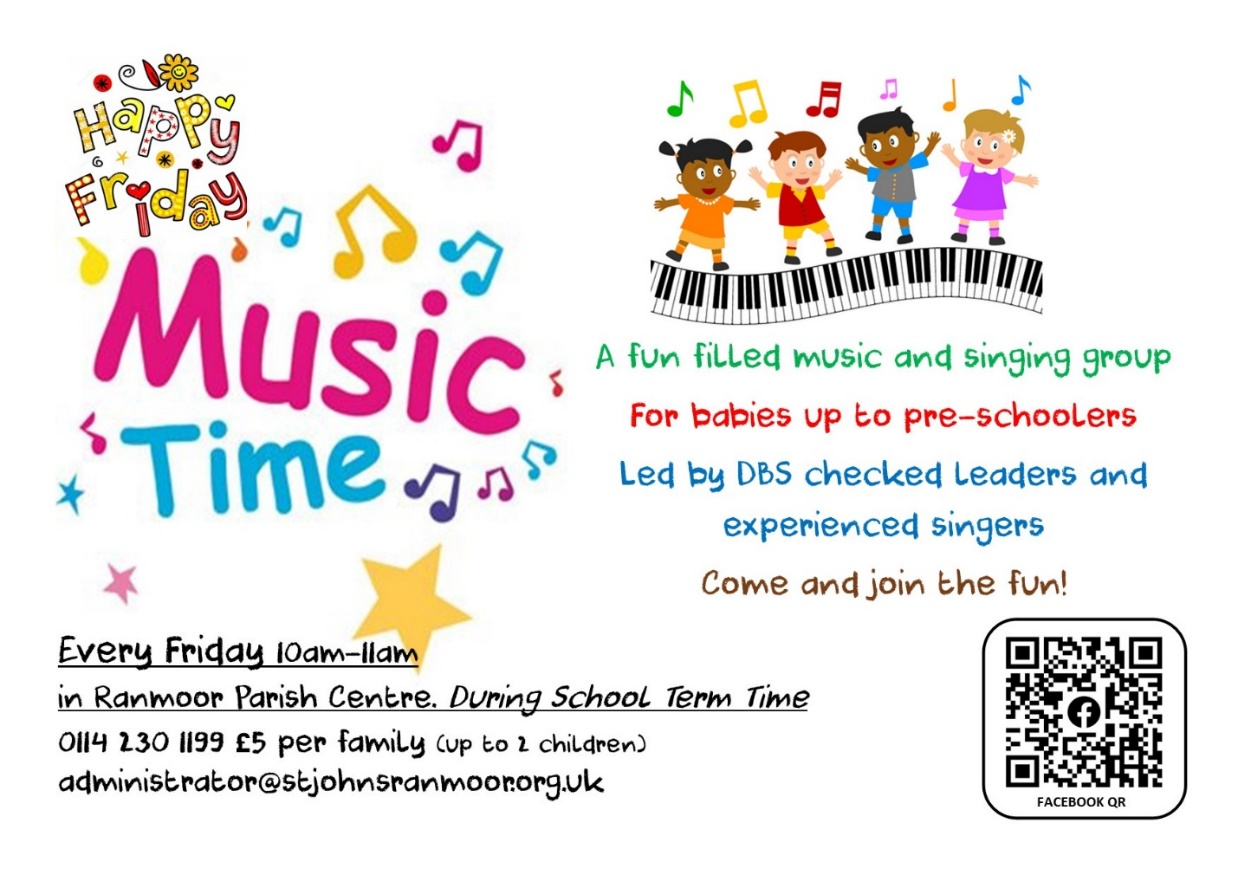 Happy
Friday
Music
Time
A fun filled music and singing group
For babies up to pre-schoolers
Led by DBS checked leaders and
experienced singers
Come and join the fun!
Every Friday 10am-11am
in Ranmoor Parish Centre. During School Term Time
0114 230 1199 £5 per family (up to 2 children)
administrator@stjohnsranmoor.org.uk
FACEBOOK QR